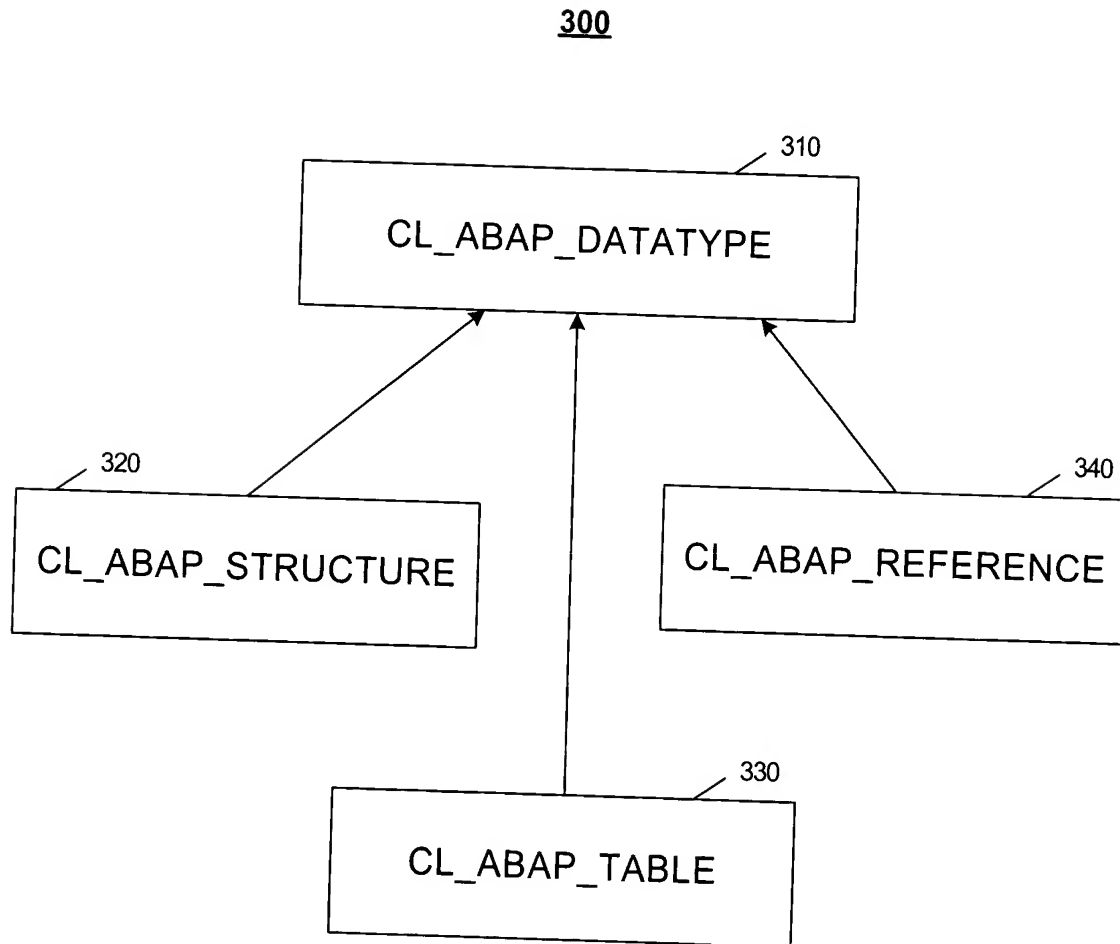 300
310
CL_ABAP_DATATYPE
320
340
CL_ABAP_STRUCTURE
CL_ABAP_REFERENCE
330
CL_ABAP_TABLE